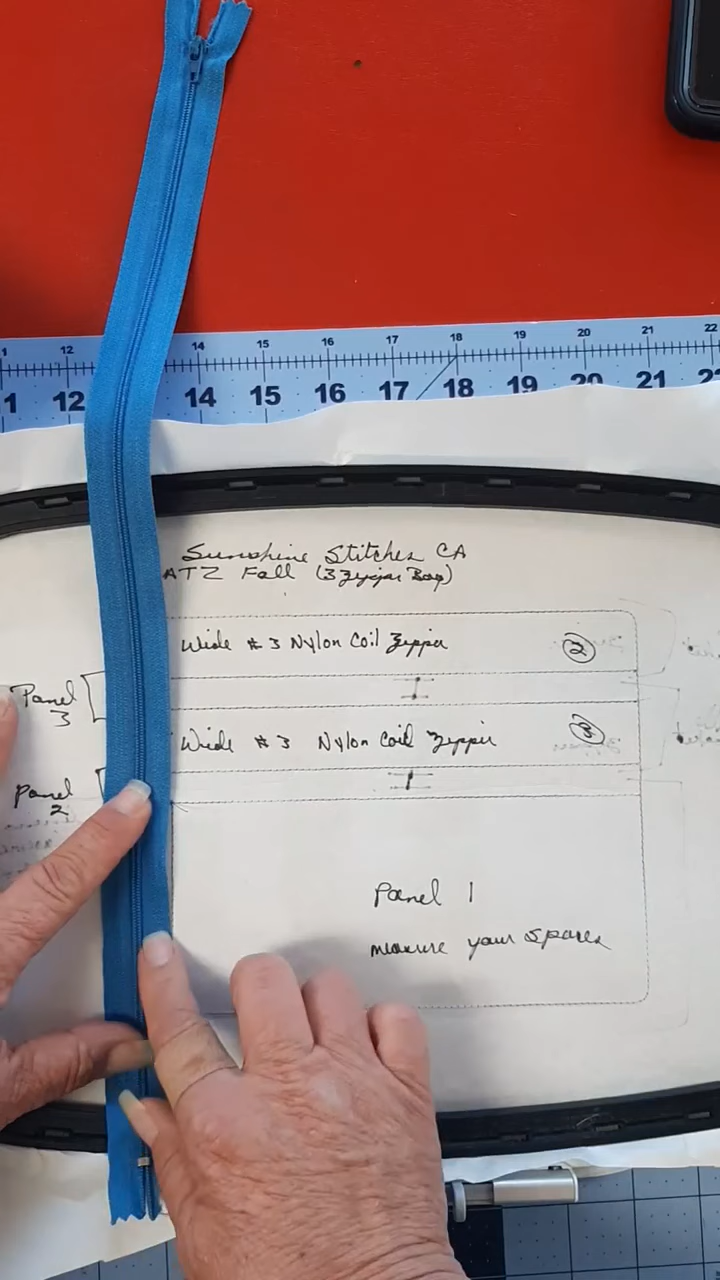 12 14 15 16 17 18 19 20 21 22
12 14 15 16 17 18 19 20 21
Sunshine Stitches CA
ATZ Fall (3 Zipper Bag)
Wide #3 Nylon Coil Zipper 2
Panel
3
Wide #3 Nylon Coil Zipper 3
Panel
2
Panel 1
measure your spaces